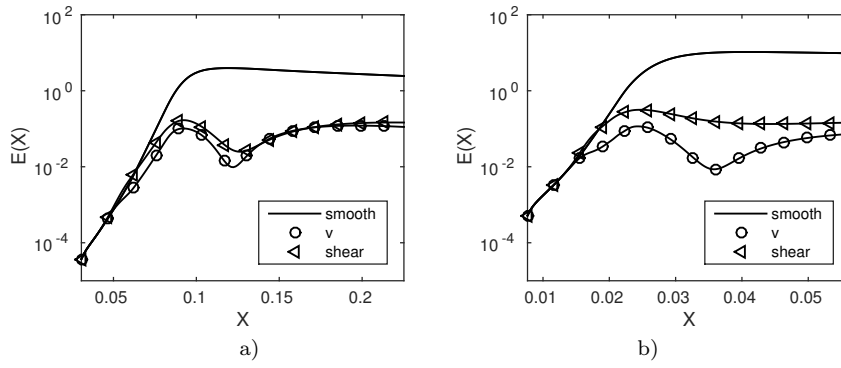 10^2
10^0
10^-2
10^-4
E(X)
0.05 0.1 0.15 0.2
X
smooth
v
shear
a)
10^2
10^0
10^-2
10^-4
E(X)
0.01 0.02 0.03 0.04 0.05
X
smooth
v
shear
b)